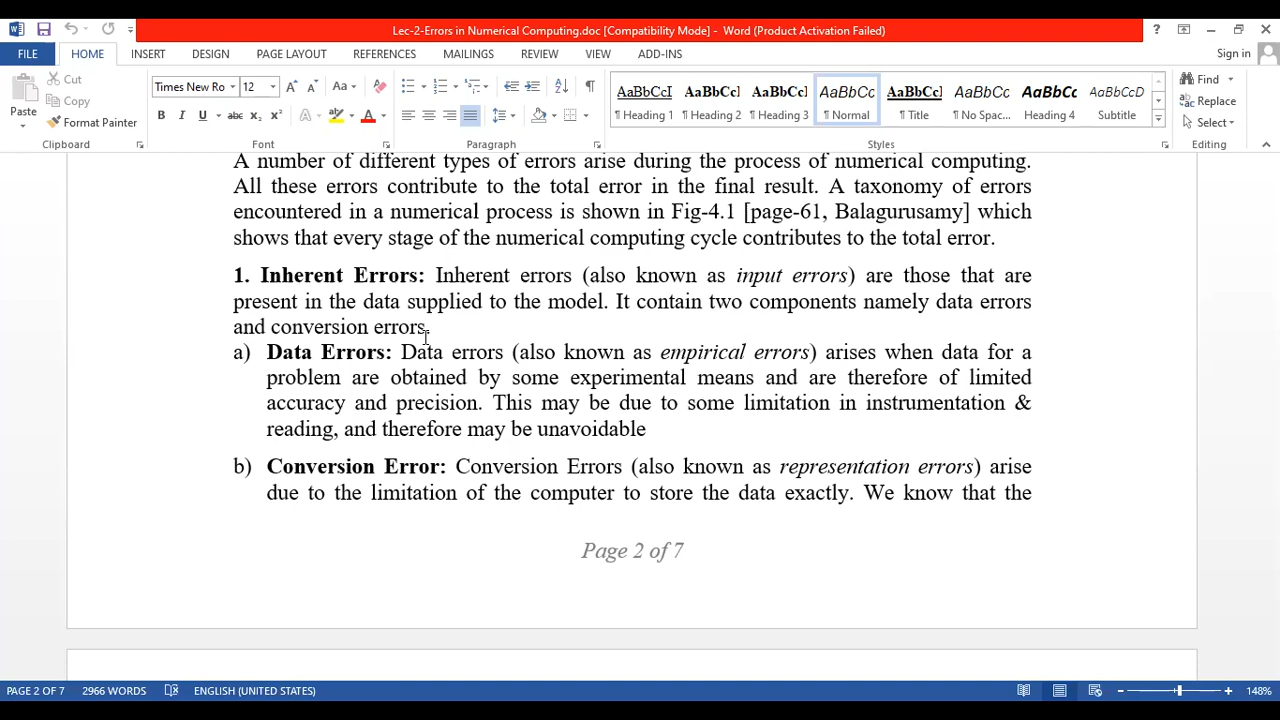 Lec-2-Errors in Numerical Computing.doc [Compatibility Mode] - Word (Product Activation Failed)
FILE HOME INSERT DESIGN PAGE LAYOUT REFERENCES MAILINGS REVIEW VIEW ADD-INS Sign in
Cut
Copy
Format Painter
Paste
Clipboard
Times New Ro 12
Font
Paragraph
AaBbCcI AaBbCcI AaBbCcI AaBbCc AaBbCcI AaBbCc AaBbCc AaBbCcD
¶ Heading 1 ¶ Heading 2 ¶ Heading 3 ¶ Normal ¶ Title ¶ No Spac... Heading 4 Subtitle
Styles
Find
Replace
Select
Editing
A number of different types of errors arise during the process of numerical computing.
All these errors contribute to the total error in the final result. A taxonomy of errors
encountered in a numerical process is shown in Fig-4.1 [page-61, Balagurusamy] which
shows that every stage of the numerical computing cycle contributes to the total error.
1. Inherent Errors: Inherent errors (also known as input errors) are those that are
present in the data supplied to the model. It contain two components namely data errors
and conversion errors.
a) Data Errors: Data errors (also known as empirical errors) arises when data for a
problem are obtained by some experimental means and are therefore of limited
accuracy and precision. This may be due to some limitation in instrumentation &
reading, and therefore may be unavoidable
b) Conversion Error: Conversion Errors (also known as representation errors) arise
due to the limitation of the computer to store the data exactly. We know that the
Page 2 of 7
PAGE 2 OF 7 2966 WORDS ENGLISH (UNITED STATES) 148%